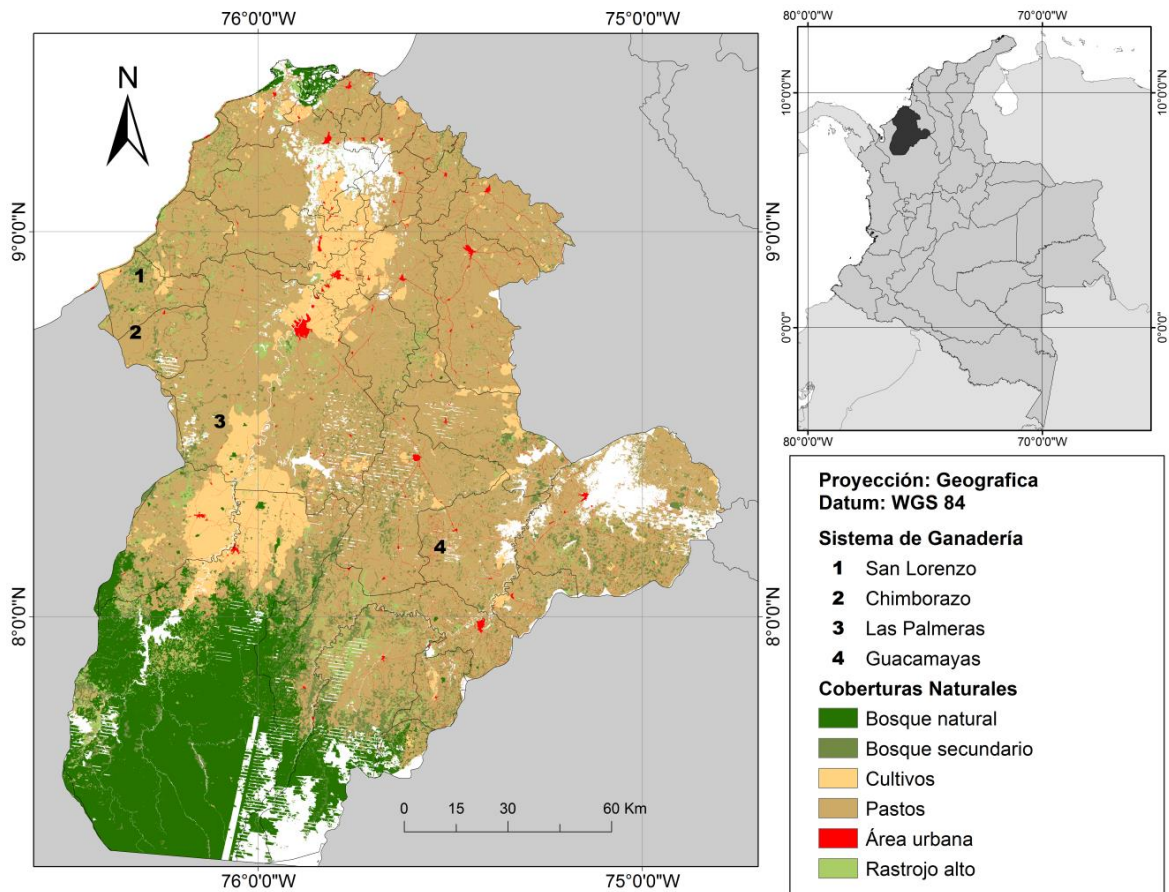 76°0'0"W 75°0'0"W
N
9°0'0"N
8°0'0"N
1
2
3
4
0 15 30 60 Km
9°0'0"N
8°0'0"N
76°0'0"W 75°0'0"W
80°0'0"W 70°0'0"W
10°0'0"N
0°0'0"
10°0'0"N
0°0'0"
80°0'0"W 70°0'0"W
Proyección: Geografica
Datum: WGS 84
Sistema de Ganadería
1 San Lorenzo
2 Chimborazo
3 Las Palmeras
4 Guacamayas
Coberturas Naturales
Bosque natural
Bosque secundario
Cultivos
Pastos
Área urbana
Rastrojo alto